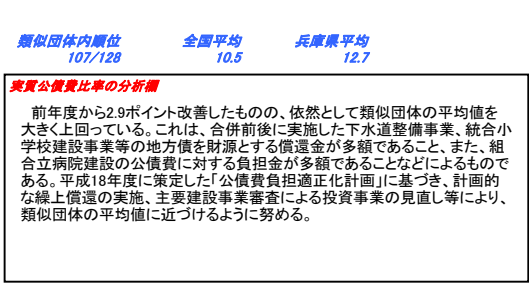 類似団体内順位 全国平均 兵庫県平均
107/128 10.5 12.7
実質公債費比率の分析欄
前年度から2.9ポイント改善したものの、依然として類似団体の平均値を
大きく上回っている。これは、合併前後に実施した下水道整備事業、統合小
学校建設事業等の地方債を財源とする償還金が多額であること、また、組
合立病院建設の公債費に対する負担金が多額であることなどによるもので
ある。平成18年度に策定した「公債費負担適正化計画」に基づき、計画的
な繰上償還の実施、主要建設事業審査による投資事業の見直し等により、
類似団体の平均値に近づけるように努める。